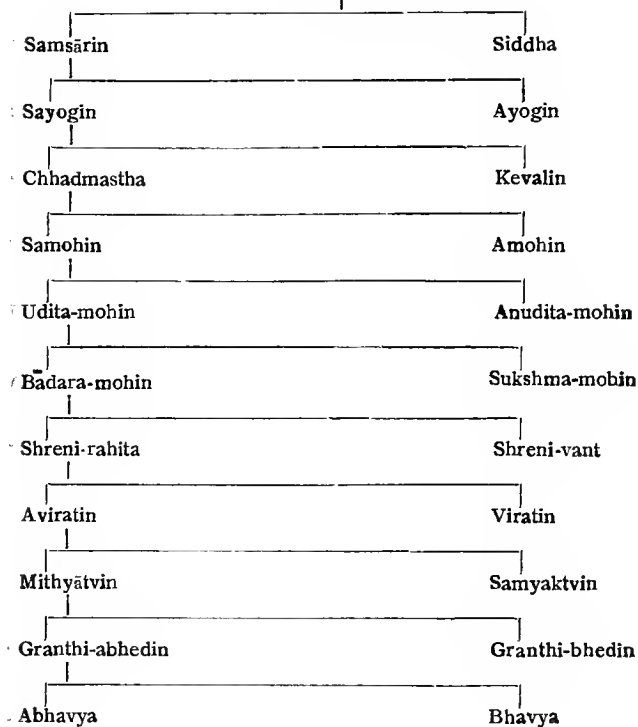 Samsārin Siddha
Sayogin Ayogin
Chhadmastha Kevalin
Samohin Amohin
Udita-mohin Anudita-mohin
Bādara-mohin Sukshma-mobin
Shreni-rahita Shreni-vant
Aviratin Viratin
Mithyātvin Samyaktvin
Granthi-abhedin Granthi-bhedin
Abhavya Bhavya